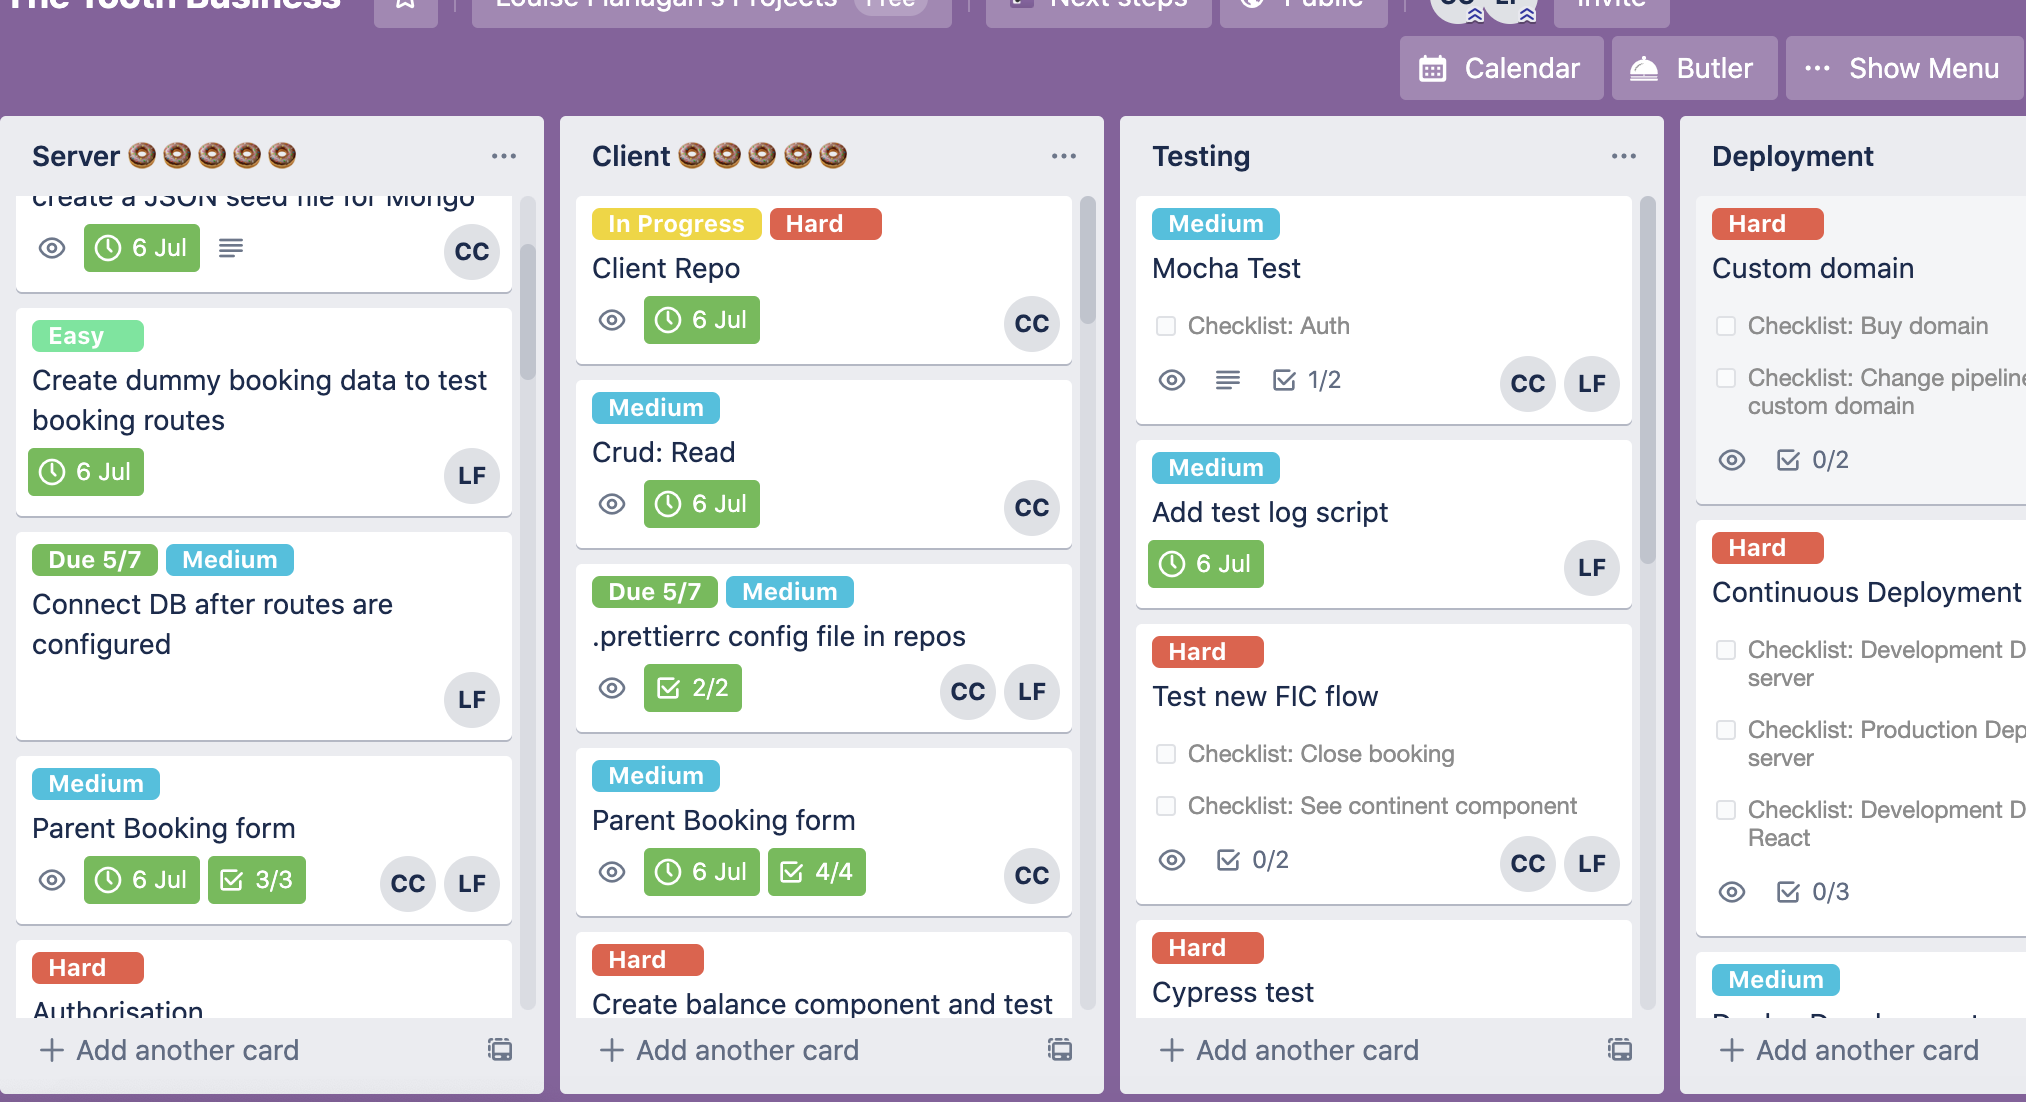 The Tooth Business
Louise Flanagan's Projects Free
Next steps
Public
CC LF
Invite
Calendar
Butler
Show Menu
Server
create a JSON seed file for Mongo
6 Jul
CC
Easy
Create dummy booking data to test
booking routes
6 Jul
LF
Due 5/7 Medium
Connect DB after routes are
configured
LF
Medium
Parent Booking form
6 Jul 3/3 CC LF
Hard
Authorisation
+ Add another card
Client
In Progress Hard
Client Repo
6 Jul CC
Medium
Crud: Read
6 Jul CC
Due 5/7 Medium
.prettierrc config file in repos
2/2 CC LF
Medium
Parent Booking form
6 Jul 4/4 CC
Hard
Create balance component and test
+ Add another card
Testing
Medium
Mocha Test
Checklist: Auth
1/2 CC LF
Medium
Add test log script
6 Jul LF
Hard
Test new FIC flow
Checklist: Close booking
Checklist: See continent component
0/2 CC LF
Hard
Cypress test
+ Add another card
Deployment
Hard
Custom domain
Checklist: Buy domain
Checklist: Change pipeline
custom domain
0/2
Hard
Continuous Deployment
Checklist: Development D
server
Checklist: Production Dep
server
Checklist: Development D
React
0/3
Medium
+ Add another card